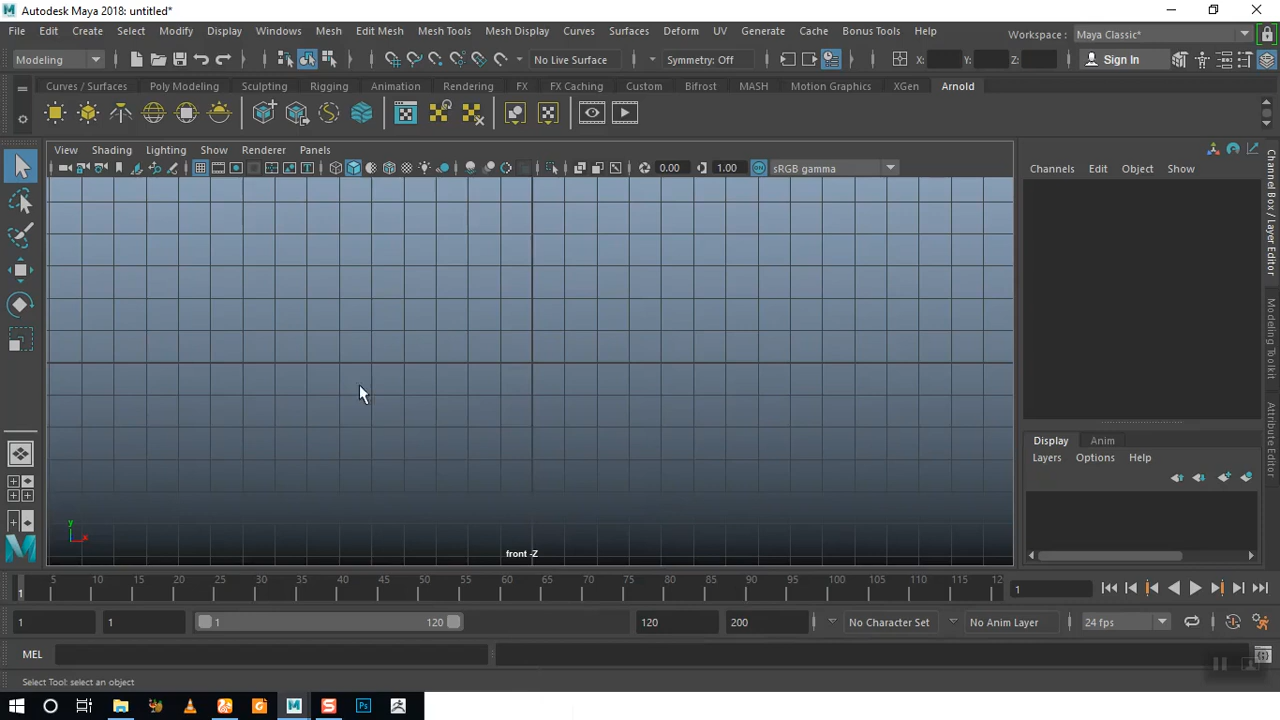 Autodesk Maya 2018: untitled*
File Edit Create Select Modify Display Windows Mesh Edit Mesh Mesh Tools Mesh Display Curves Surfaces Deform UV Generate Cache Bonus Tools Help
Workspace : Maya Classic*
Modeling No Live Surface Symmetry: Off X: Y: Z: Sign In
Curves / Surfaces Poly Modeling Sculpting Rigging Animation Rendering FX FX Caching Custom Bifrost MASH Motion Graphics XGen Arnold
View Shading Lighting Show Renderer Panels
0.00 1.00 sRGB gamma
Channels Edit Object Show
Channel Box / Layer Editor
Modeling Toolkit
Attribute Editor
Display Anim
Layers Options Help
y
x
front -Z
5 10 15 20 25 30 35 40 45 50 55 60 65 70 75 80 85 90 95 100 105 110 115 12
1 1
1 1 1 120 120 200 No Character Set No Anim Layer 24 fps
MEL
Select Tool: select an object